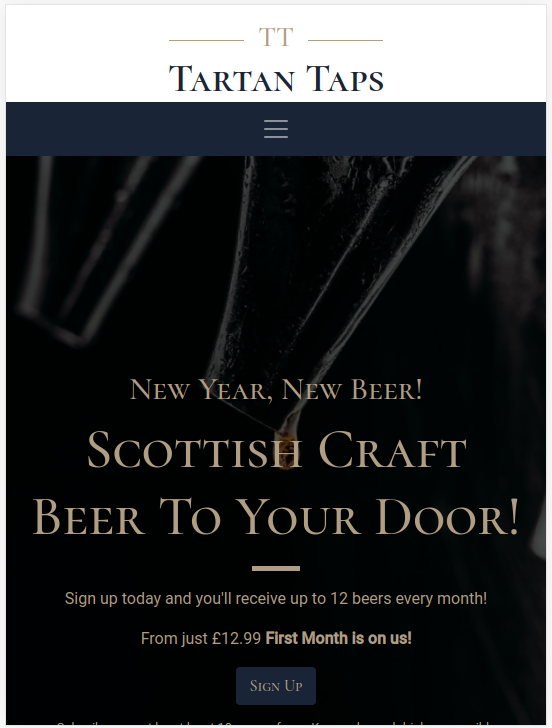 TT
Tartan Taps
New Year, New Beer!
Scottish Craft
Beer To Your Door!
Sign up today and you'll receive up to 12 beers every month!
From just £12.99 First Month is on us!
Sign Up